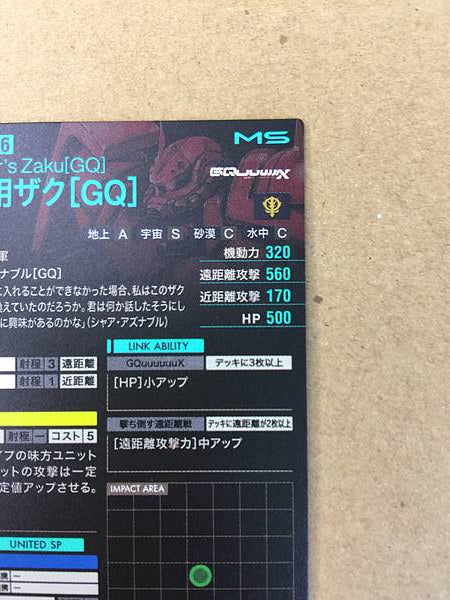 6
MS
r's Zaku[GQ]
GQuuuuuuX
用ザク[GQ]
地上 A 宇宙 S 砂漠 C 水中 C
軍
機動力 320
ナブル[GQ]
遠距離攻撃 560
に入れることができなかった場合、私はこのザク
近距離攻撃 170
えていたのだろうか。君は何か話したそうにし
に興味があるのかな」(シャア・アズナブル)
HP 500
LINK ABILITY
射程 3 遠距離
GQuuuuuuX デッキに3枚以上
射程 1 近距離
[HP]小アップ
撃ち倒す遠距離戦 デッキに遠距離が2枚以上
射程 ー コスト 5
[遠距離攻撃力]中アップ
イプの味方ユニット
ットの攻撃は一定
定値アップさせる。
IMPACT AREA
UNITED SP
携 ー
携 ー